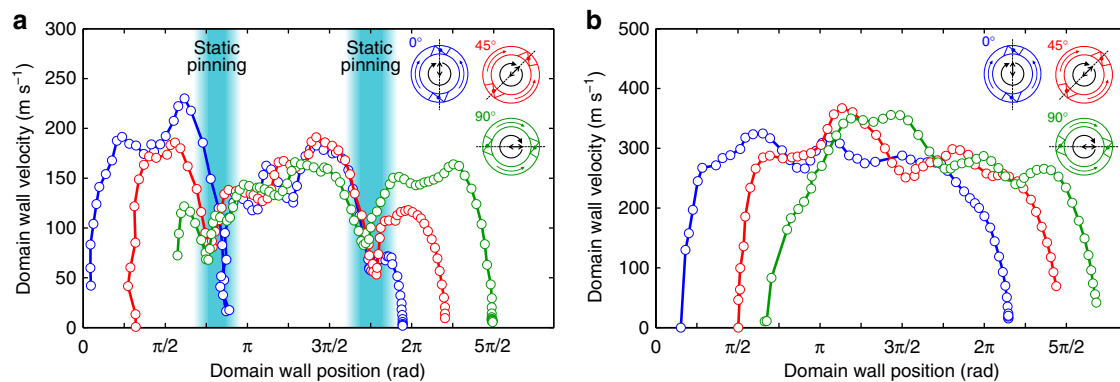 a
300
250
200
150
100
50
0
Domain wall velocity (m s⁻¹)
Static
pinning
Static
pinning
0°
45°
90°
0
π/2
π
3π/2
2π
5π/2
Domain wall position (rad)
b
500
400
300
200
100
0
Domain wall velocity (m s⁻¹)
0°
45°
90°
0
π/2
π
3π/2
2π
5π/2
Domain wall position (rad)